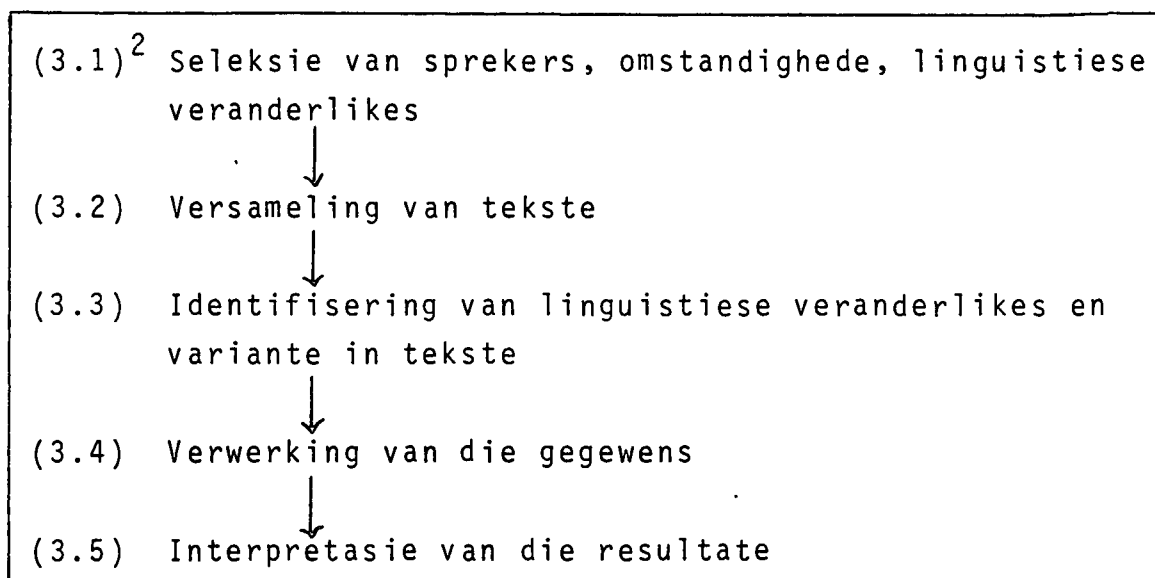 (3.1)² Seleksie van sprekers, omstandighede, linguistiese
veranderlikes
(3.2) Versameling van tekste
(3.3) Identifisering van linguistiese veranderlikes en
variante in tekste
(3.4) Verwerking van die gegewens
(3.5) Interpretasie van die resultate